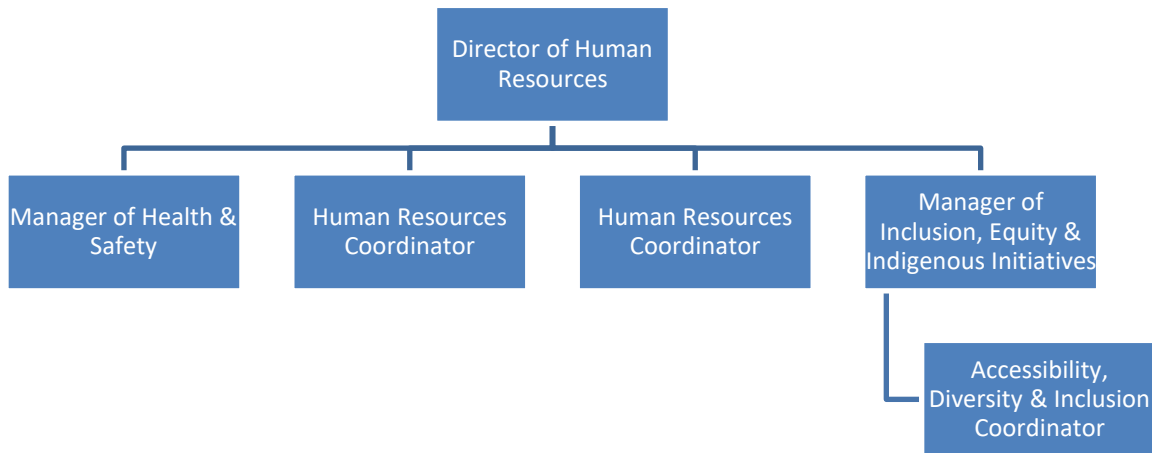 Director of Human
Resources
Manager of Health &
Safety
Human Resources
Coordinator
Human Resources
Coordinator
Manager of
Inclusion, Equity &
Indigenous Initiatives
Accessibility,
Diversity & Inclusion
Coordinator